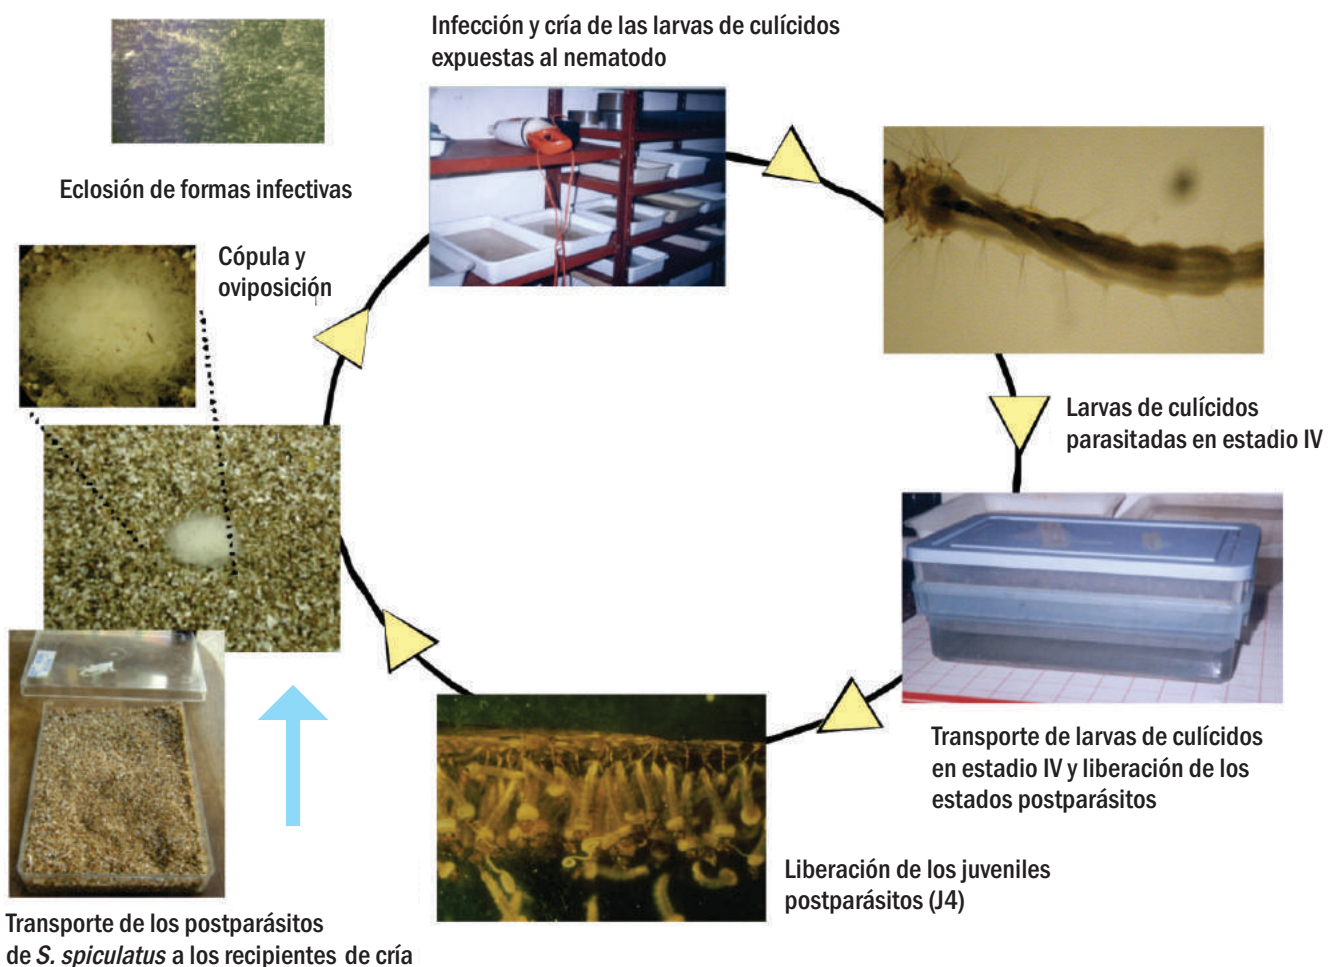 Infección y cría de las larvas de culícidos
expuestas al nematodo
Eclosión de formas infectivas
Cópula y
oviposición
Larvas de culícidos
parasitadas en estadio IV
Transporte de larvas de culícidos
en estadio IV y liberación de los
estados postparásitos
Liberación de los juveniles
postparásitos (J4)
Transporte de los postparásitos
de S. spiculatus a los recipientes de cría